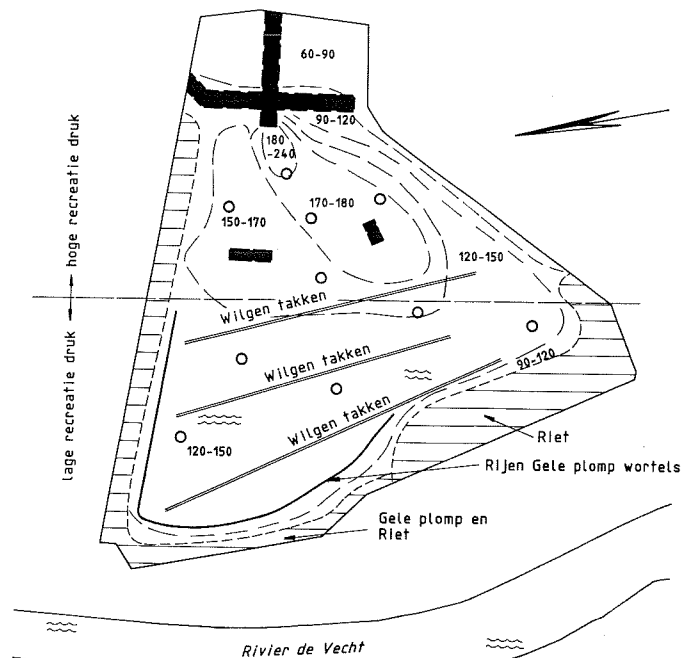 60-90
90-120
180
-240
170-180
150-170
120-150
hoge recreatie druk
lage recreatie druk
Wilgen takken
Wilgen takken
90-120
Wilgen takken
120-150
Riet
Rijen Gele plomp wortels
Gele plomp en
Riet
Rivier de Vecht